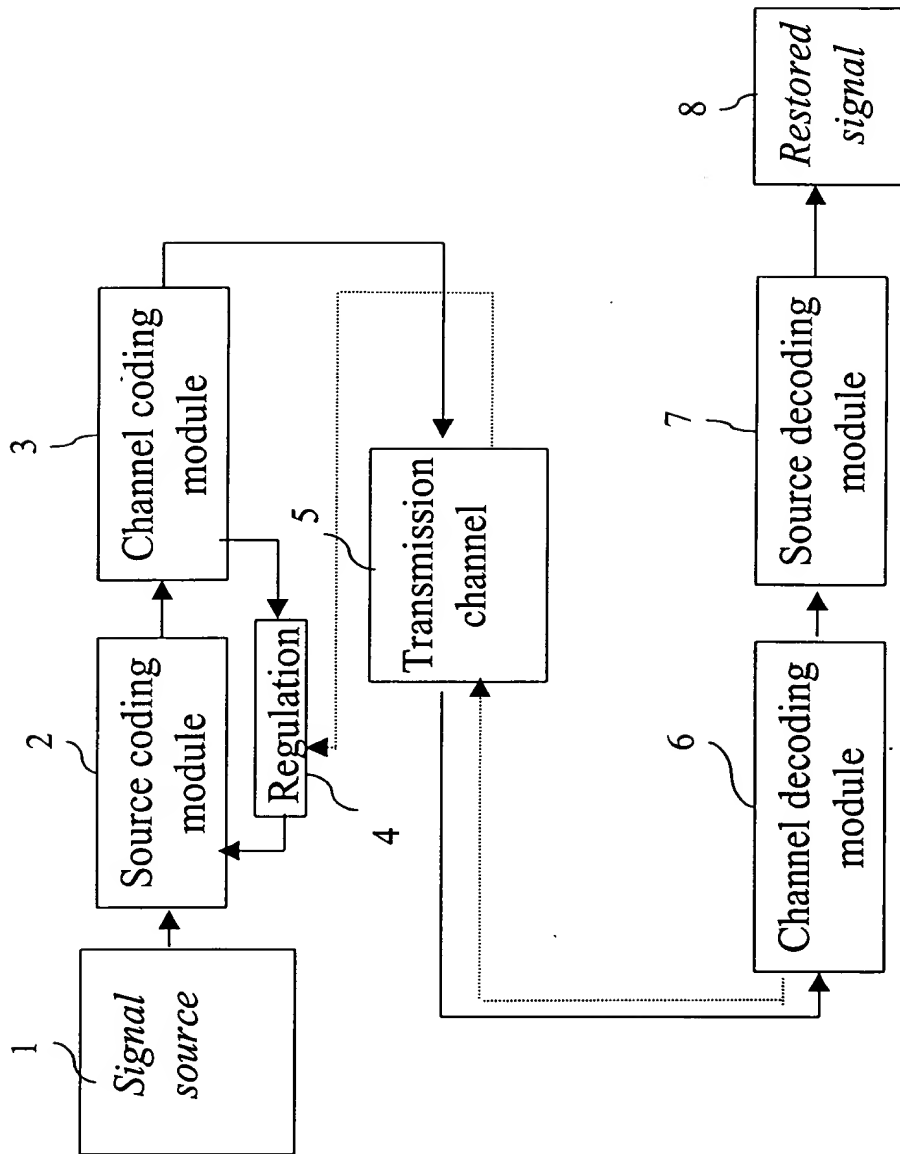 1
Signal
source
2
Source coding
module
3
Channel coding
module
4
Regulation
5
Transmission
channel
6
Channel decoding
module
7
Source decoding
module
8
Restored
signal